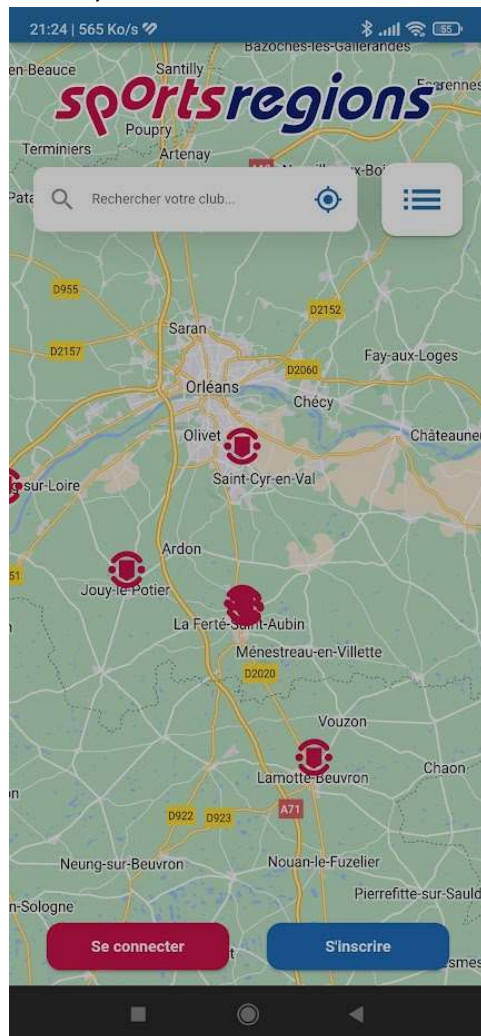 21:24 | 565 Ko/s
55
Bazoches-les-Gallerandes
en-Beauce
Santilly
sportsregions
Poupry
Terminiers
Artenay
Rechercher votre club...
D955
D2152
Saran
D2157
Fay-aux-Loges
D2060
Orléans
Chécy
Olivet
Châteaune
sur-Loire
Saint-Cyr-en-Val
Ardon
51
Jouy-le-Potier
La Ferté-Saint-Aubin
Ménestreau-en-Villette
D2020
Vouzon
Chaon
Lamotte-Beuvron
A71
D922
D923
Neung-sur-Beuvron
Nouan-le-Fuzelier
Pierrefitte-sur-Sauld
n-Sologne
Se connecter
S'inscrire